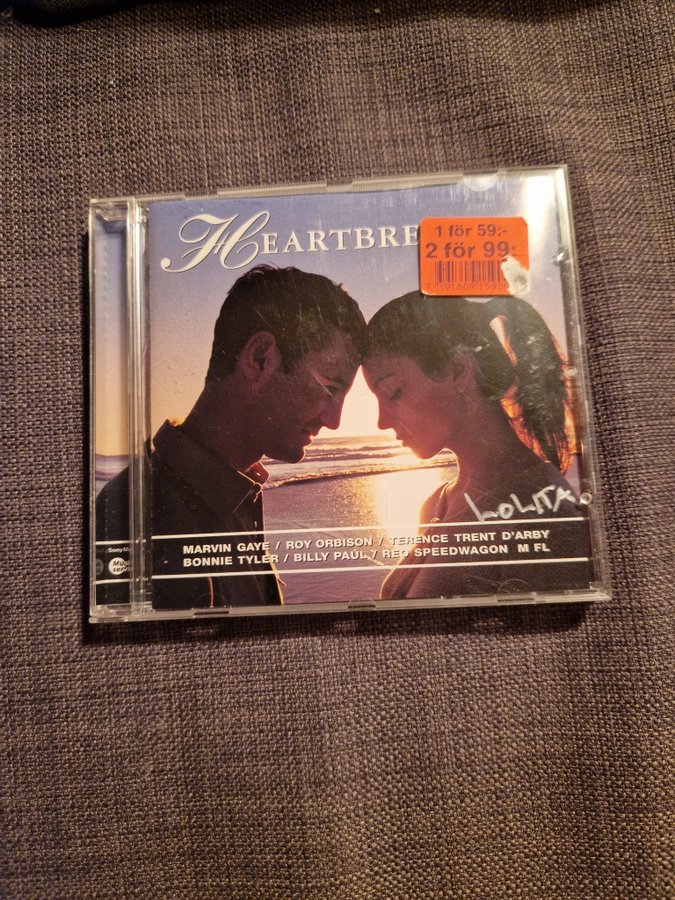 HEARTBRE
1 för 59:-
2 för 99:-
LOLITA
MARVIN GAYE / ROY ORBISON / TERENCE TRENT D'ARBY
BONNIE TYLER / BILLY PAUL / REO SPEEDWAGON M FL
Sony